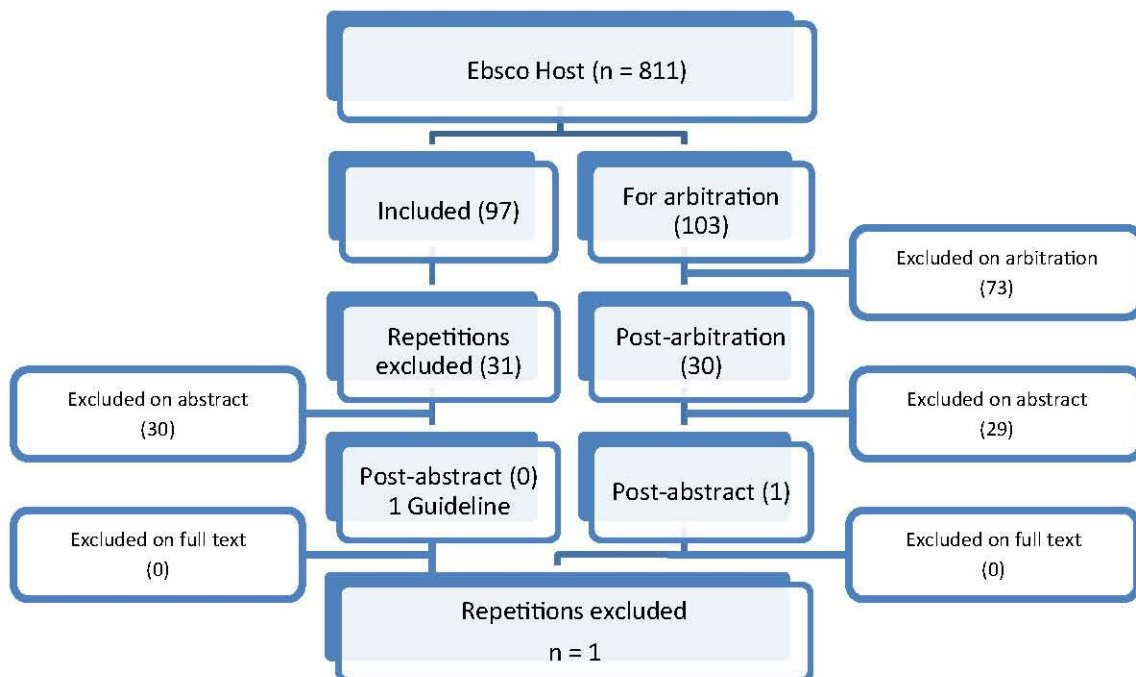 Ebsco Host (n = 811)
Included (97)
For arbitration
(103)
Excluded on arbitration
(73)
Repetitions
excluded (31)
Post-arbitration
(30)
Excluded on abstract
(30)
Excluded on abstract
(29)
Post-abstract (0)
1 Guideline
Post-abstract (1)
Excluded on full text
(0)
Excluded on full text
(0)
Repetitions excluded
n = 1